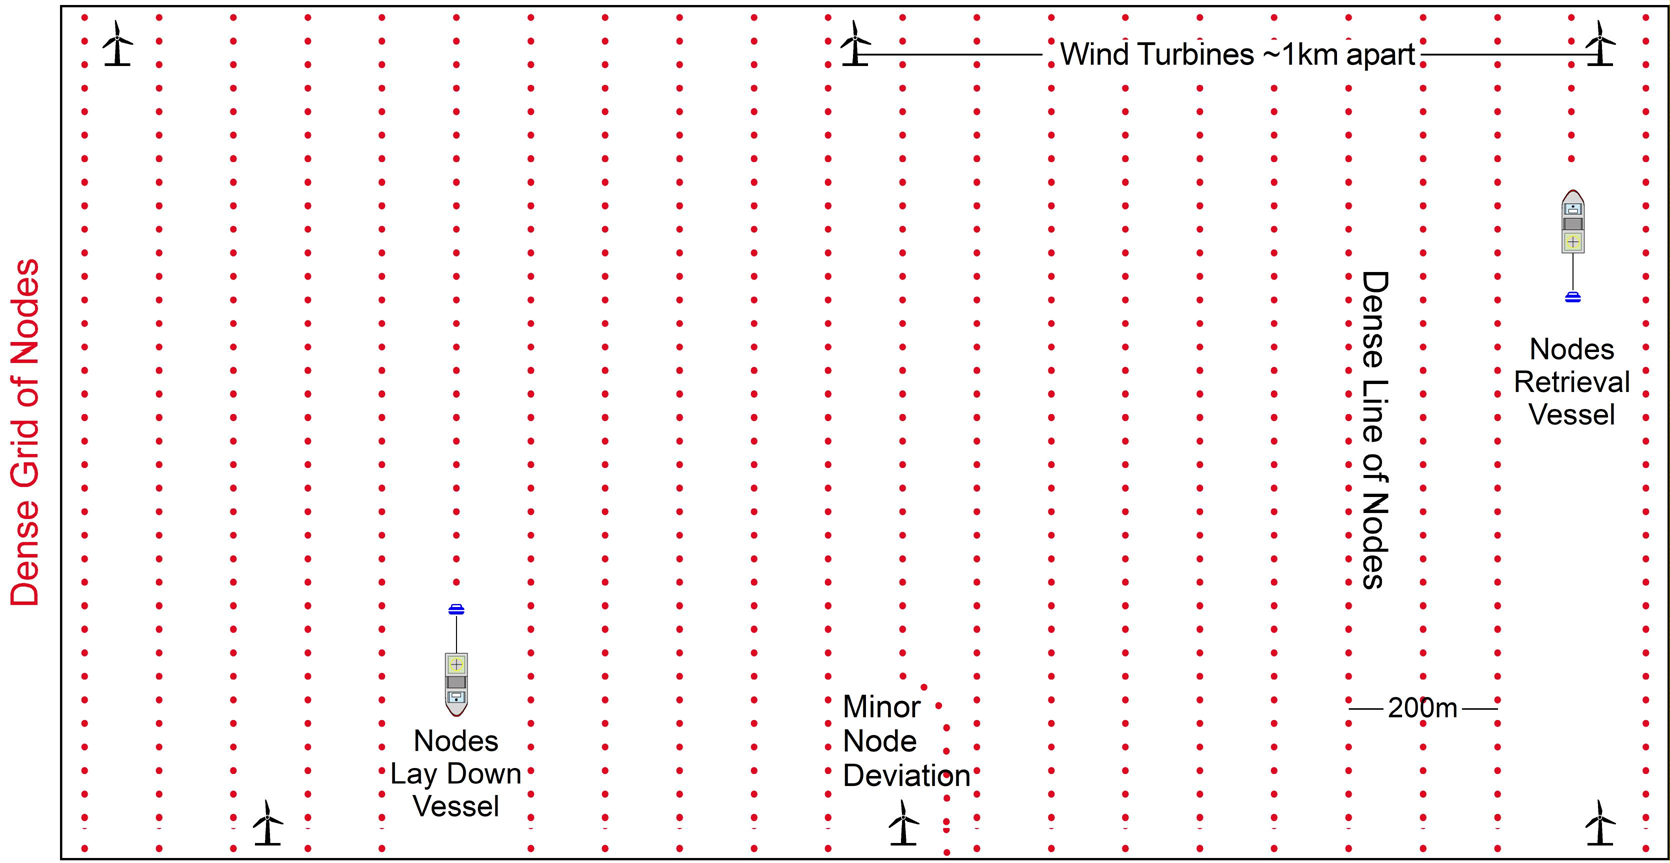 Wind Turbines ~1km apart
Dense Grid of Nodes
Dense Line of Nodes
Nodes
Retrieval
Vessel
200m
Minor
Node
Deviation
Nodes
Lay Down
Vessel